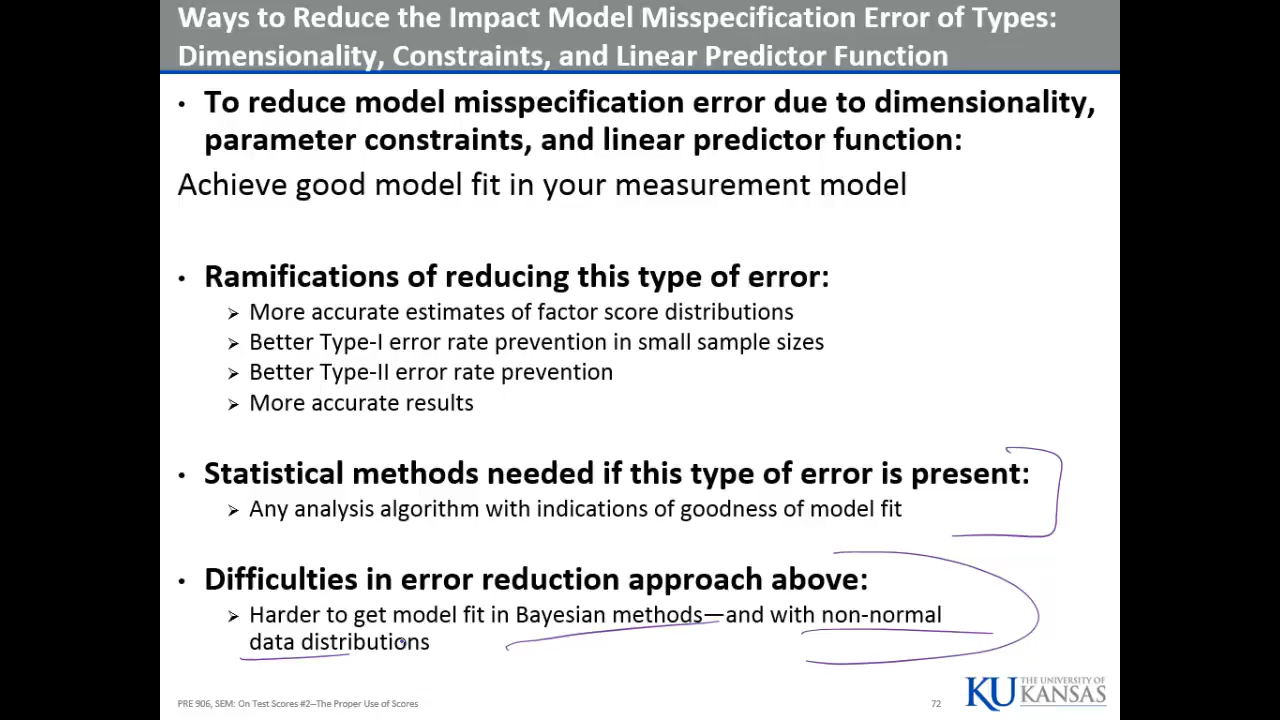 Ways to Reduce the Impact Model Misspecification Error of Types:
Dimensionality, Constraints, and Linear Predictor Function
• To reduce model misspecification error due to dimensionality,
parameter constraints, and linear predictor function:
Achieve good model fit in your measurement model
• Ramifications of reducing this type of error:
➢ More accurate estimates of factor score distributions
➢ Better Type-I error rate prevention in small sample sizes
➢ Better Type-II error rate prevention
➢ More accurate results
• Statistical methods needed if this type of error is present:
➢ Any analysis algorithm with indications of goodness of model fit
• Difficulties in error reduction approach above:
➢ Harder to get model fit in Bayesian methods—and with non-normal
data distributions
PRE 906, SEM: On Test Scores #2--The Proper Use of Scores
72
KU THE UNIVERSITY OF
KANSAS